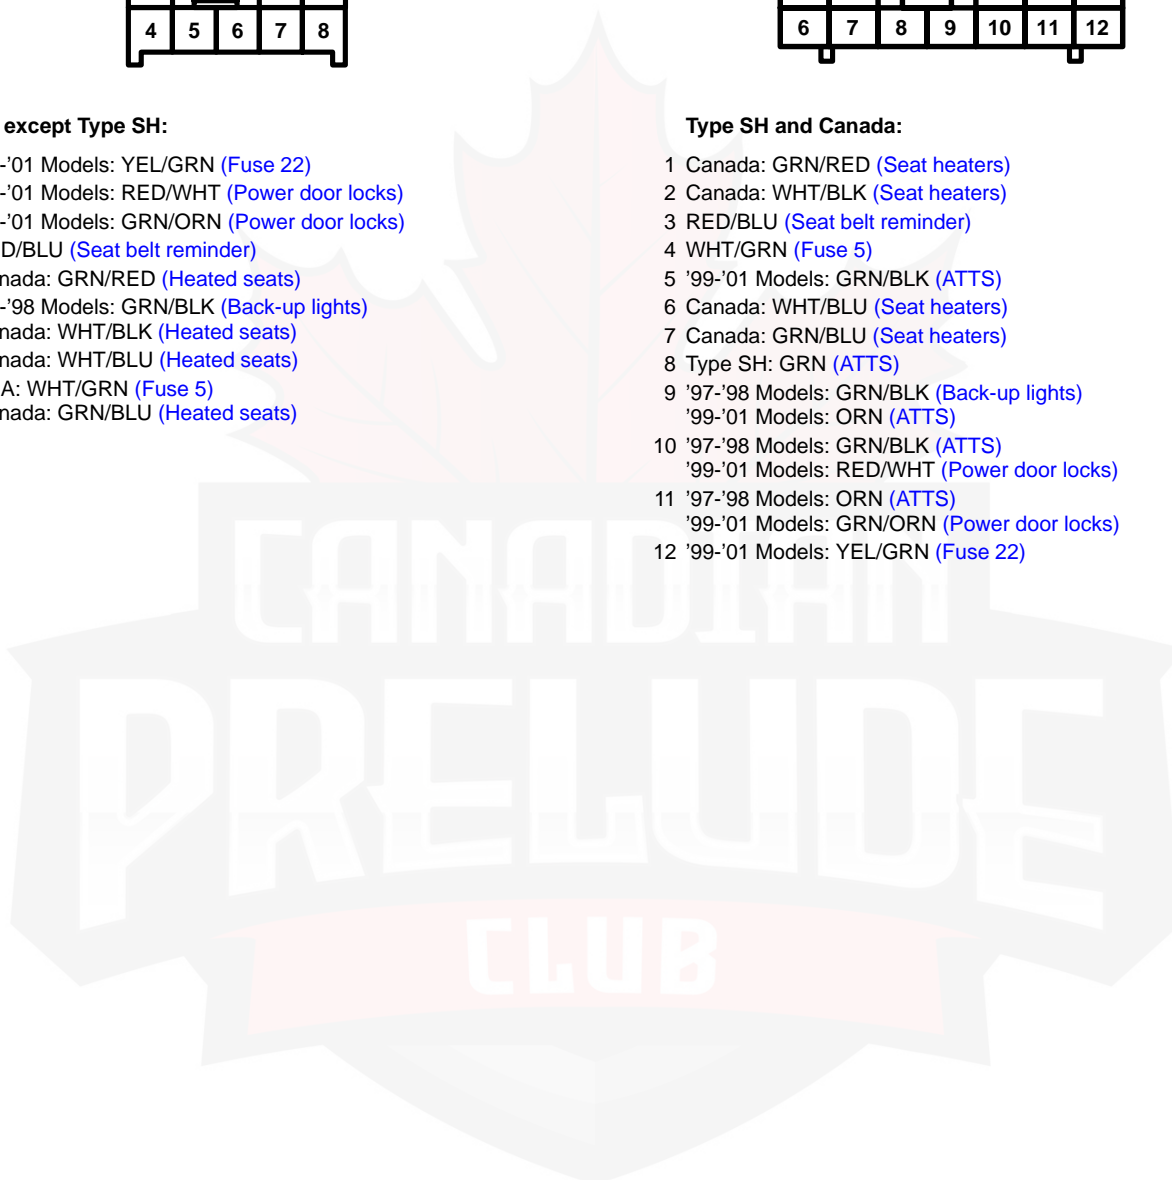 4 5 6 7 8
6 7 8 9 10 11 12
except Type SH:
-'01 Models: YEL/GRN (Fuse 22)
-'01 Models: RED/WHT (Power door locks)
-'01 Models: GRN/ORN (Power door locks)
D/BLU (Seat belt reminder)
nada: GRN/RED (Heated seats)
-'98 Models: GRN/BLK (Back-up lights)
nada: WHT/BLK (Heated seats)
nada: WHT/BLU (Heated seats)
A: WHT/GRN (Fuse 5)
nada: GRN/BLU (Heated seats)
Type SH and Canada:
1 Canada: GRN/RED (Seat heaters)
2 Canada: WHT/BLK (Seat heaters)
3 RED/BLU (Seat belt reminder)
4 WHT/GRN (Fuse 5)
5 ’99-’01 Models: GRN/BLK (ATTS)
6 Canada: WHT/BLU (Seat heaters)
7 Canada: GRN/BLU (Seat heaters)
8 Type SH: GRN (ATTS)
9 ’97-’98 Models: GRN/BLK (Back-up lights)
’99-’01 Models: ORN (ATTS)
10 ’97-’98 Models: GRN/BLK (ATTS)
’99-’01 Models: RED/WHT (Power door locks)
11 ’97-’98 Models: ORN (ATTS)
’99-’01 Models: GRN/ORN (Power door locks)
12 ’99-’01 Models: YEL/GRN (Fuse 22)
CANADIAN
PRELUDE
CLUB